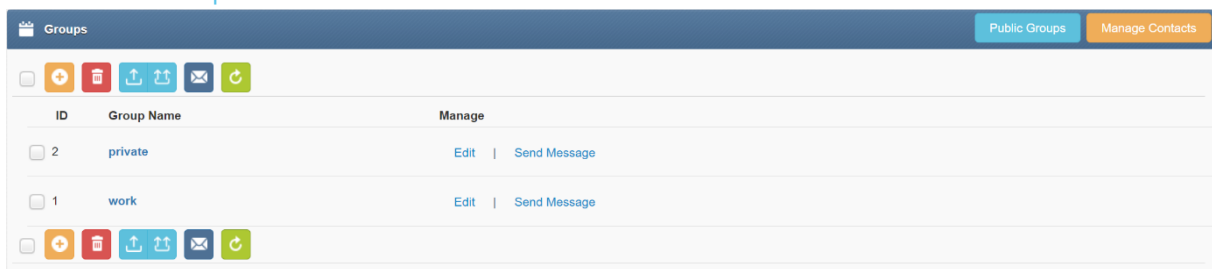 Groups Public Groups Manage Contacts
ID Group Name Manage
2 private Edit | Send Message
1 work Edit | Send Message